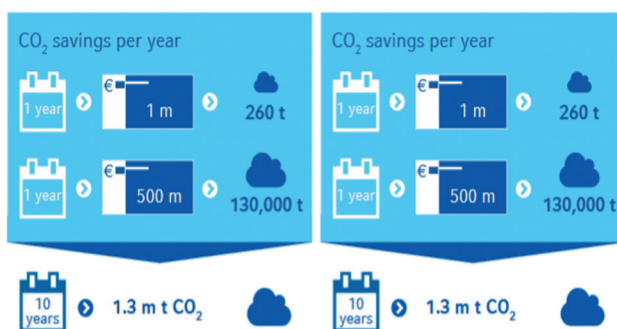 CO₂ savings per year
1 year € 1 m 260 t
1 year € 500 m 130,000 t
10 years 1.3 m t CO₂
CO₂ savings per year
1 year € 1 m 260 t
1 year € 500 m 130,000 t
10 years 1.3 m t CO₂